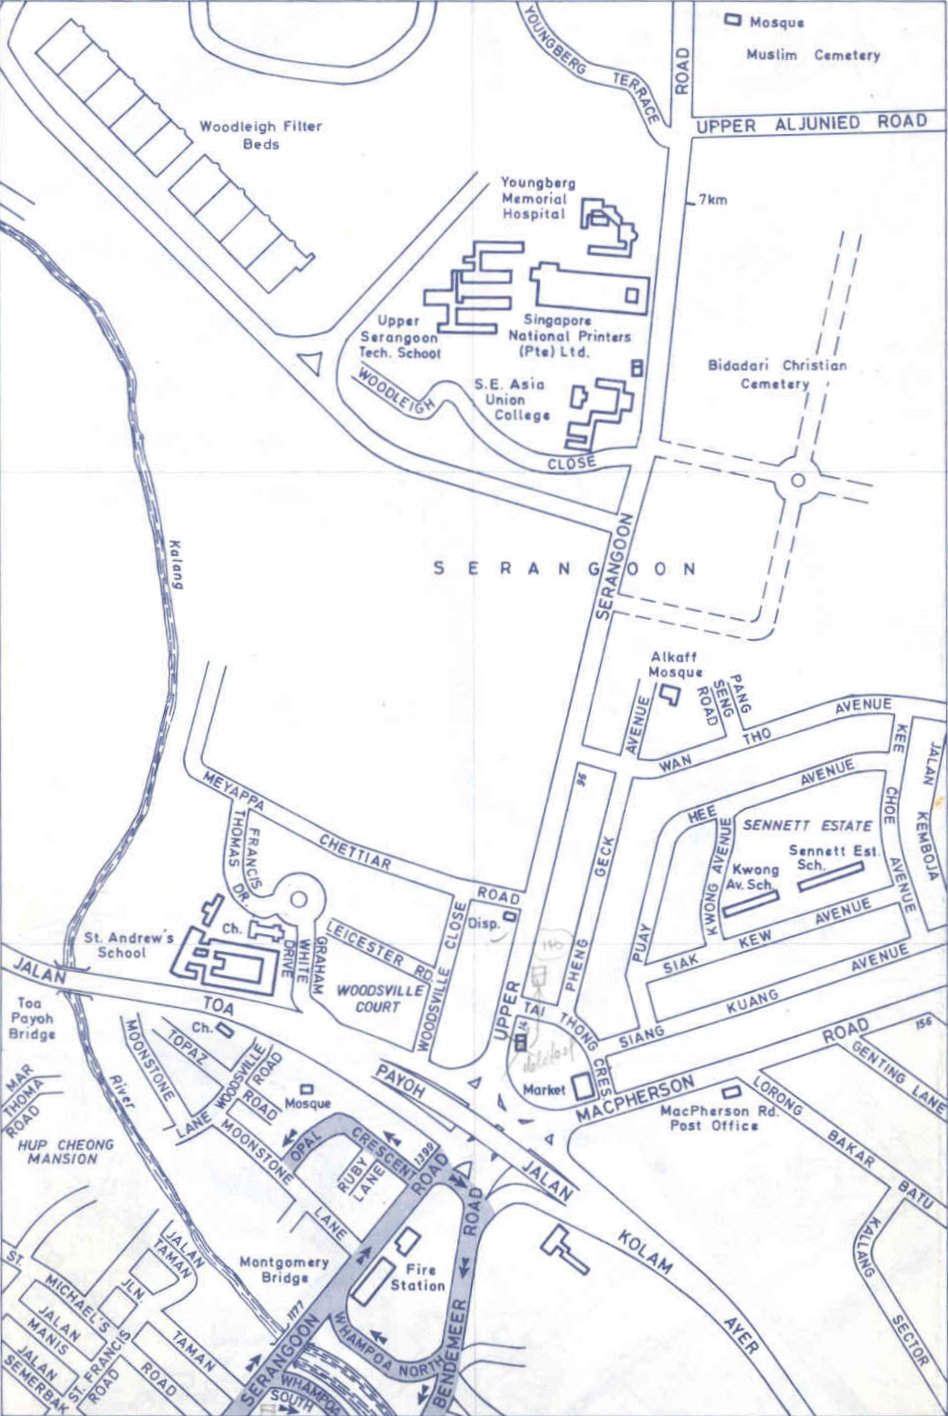 Mosque
Muslim Cemetery
YOUNGBERG TERRACE
ROAD
UPPER ALJUNIED ROAD
Woodleigh Filter
Beds
Youngberg
Memorial
Hospital
7km
Upper
Serangoon
Tech. School
Singapore
National Printers
(Pte) Ltd.
Bidadari Christian
Cemetery
WOODLEIGH
CLOSE
S.E. Asia
Union
College
Kalang
SERANGOON
SERANGOON
Alkaff
Mosque
PANG
SENG
ROAD
AVENUE
WAN THO AVENUE
96
KEE CHOE AVENUE
JALAN KEMBOJA
MEYAPPA CHETTIAR ROAD
FRANCIS
THOMAS DR.
HEE AVENUE
SENNETT ESTATE
GECK
KWONG AVENUE
Kwong
Av. Sch.
Sennett Est.
Sch.
Disp.
CLOSE
WOODSVILLE
St. Andrew's
School
Ch.
GRAHAM
WHITE
DRIVE
LEICESTER RD
WOODSVILLE
COURT
PUAY
SIAK KEW AVENUE
PHENG
SIANG KUANG AVENUE
UPPER
TAI THONG CRES
14
deleted
Market
JALAN TOA PAYOH
Toa
Payoh
Bridge
Ch.
MOONSTONE LANE
TOPAZ ROAD
WOODSVILLE
ROAD
Mosque
MACPHERSON ROAD
156
GENTING LANE
LORONG BAKAR BATU
MacPherson Rd.
Post Office
River
MAR
THOMA
ROAD
HUP CHEONG
MANSION
MOONSTONE LANE
OPAL CRESCENT
RUBY
LANE
1399
ROAD
ROAD
JALAN KOLAM AYER
KALLANG SECTOR
JALAN
TAMAN
Montgomery
Bridge
Fire
Station
ST. MICHAEL'S ROAD
JLN.
JALAN
MANIS
JALAN
SEMERBAK
ST. FRANCIS
ROAD
TAMAN
1177
SERANGOON
WHAMPOA NORTH
BENDEMEER
WHAMPOA
SOUTH